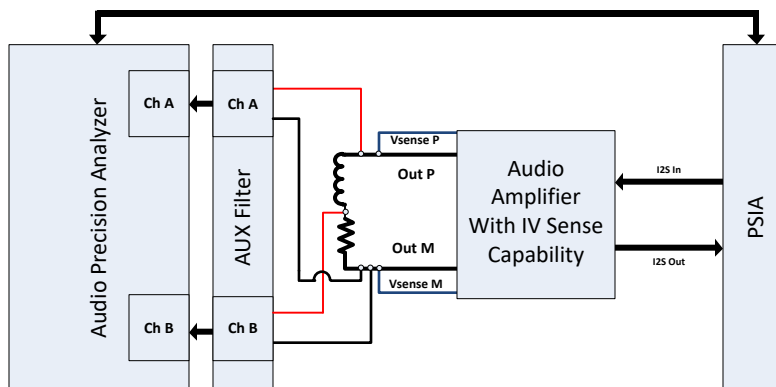 Audio Precision Analyzer
Ch A
Ch B
AUX Filter
Ch A
Ch B
Vsense P
Out P
Out M
Vsense M
Audio
Amplifier
With IV Sense
Capability
I2S In
I2S Out
PSIA